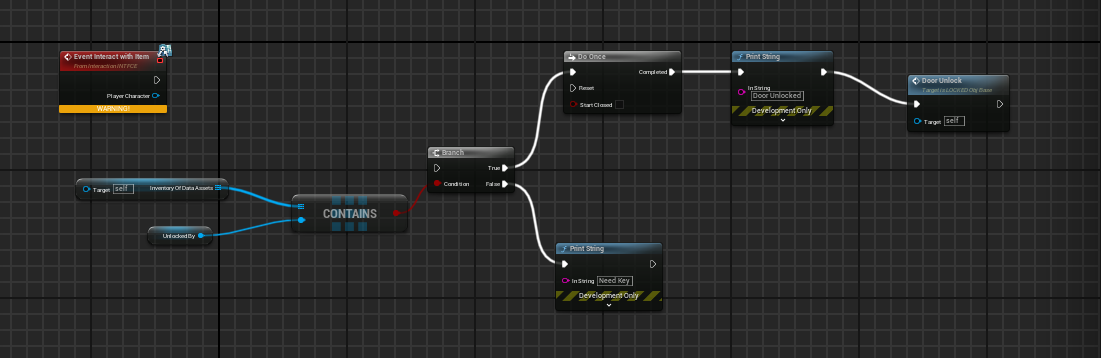 Event Interact with Item
From Interaction INTFCE
Player Character
WARNING!
Target self Inventory Of Data Assets
Unlocked By
CONTAINS
Branch
True
Condition False
Do Once
Completed
Reset
Start Closed
Print String
In String
Door Unlocked
Development Only
Door Unlock
Target is LOCKED Obj Base
Target self
Print String
In String Need Key
Development Only